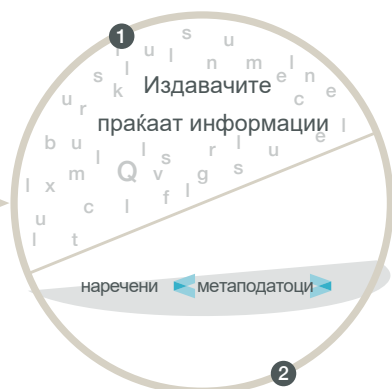 1
Издавачите
праќаат информации
наречени метаподатоци
2